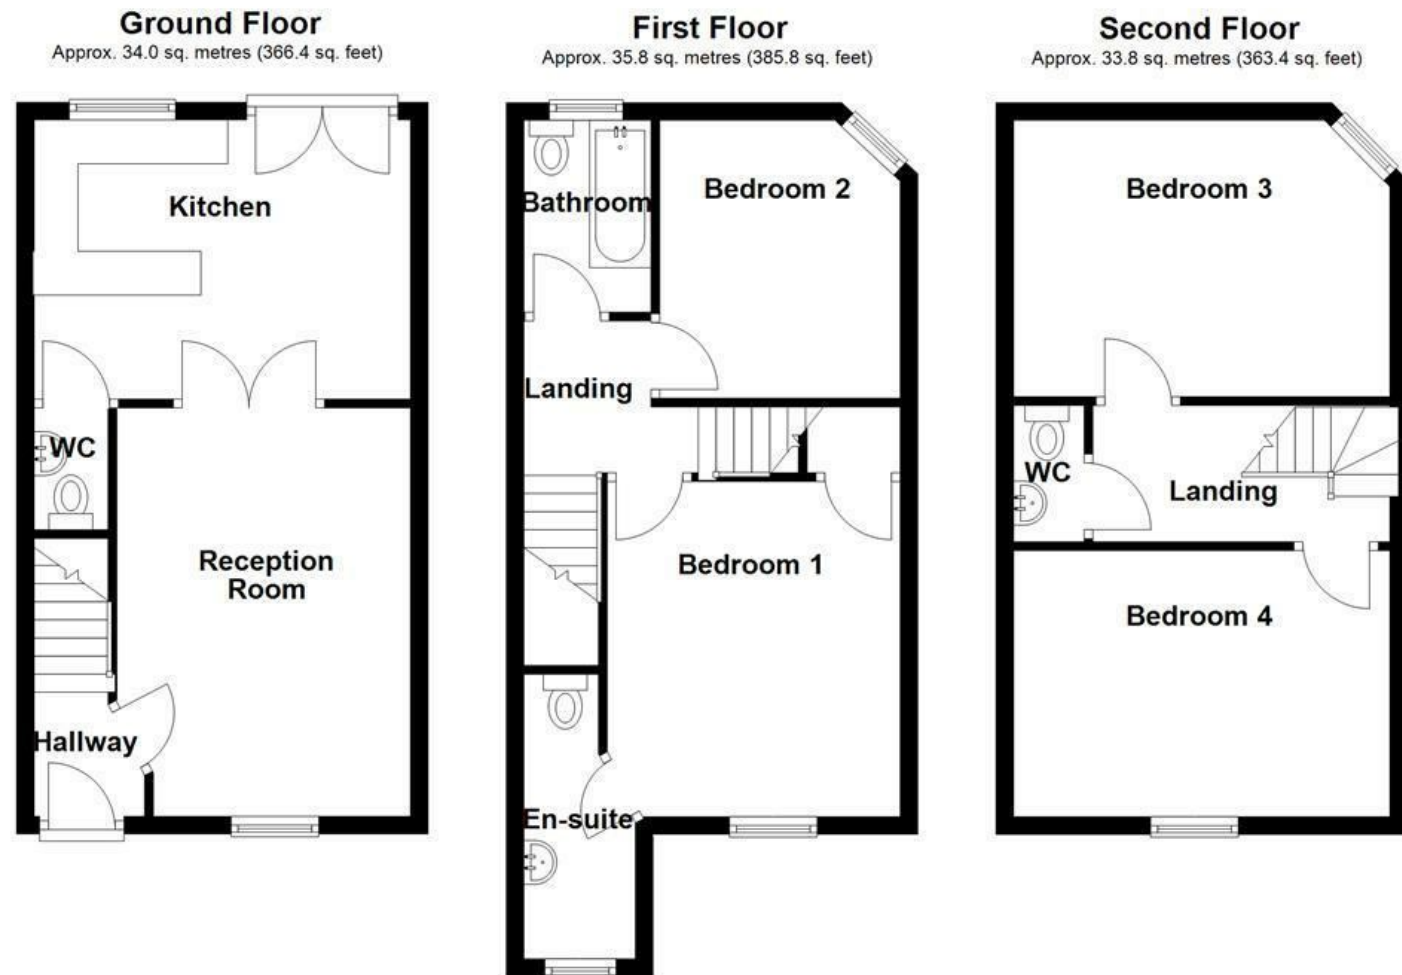 Ground Floor
Approx. 34.0 sq. metres (366.4 sq. feet)
Kitchen
WC
Reception
Room
Hallway
First Floor
Approx. 35.8 sq. metres (385.8 sq. feet)
Bathroom
Bedroom 2
Landing
Bedroom 1
En-suite
Second Floor
Approx. 33.8 sq. metres (363.4 sq. feet)
Bedroom 3
WC
Landing
Bedroom 4